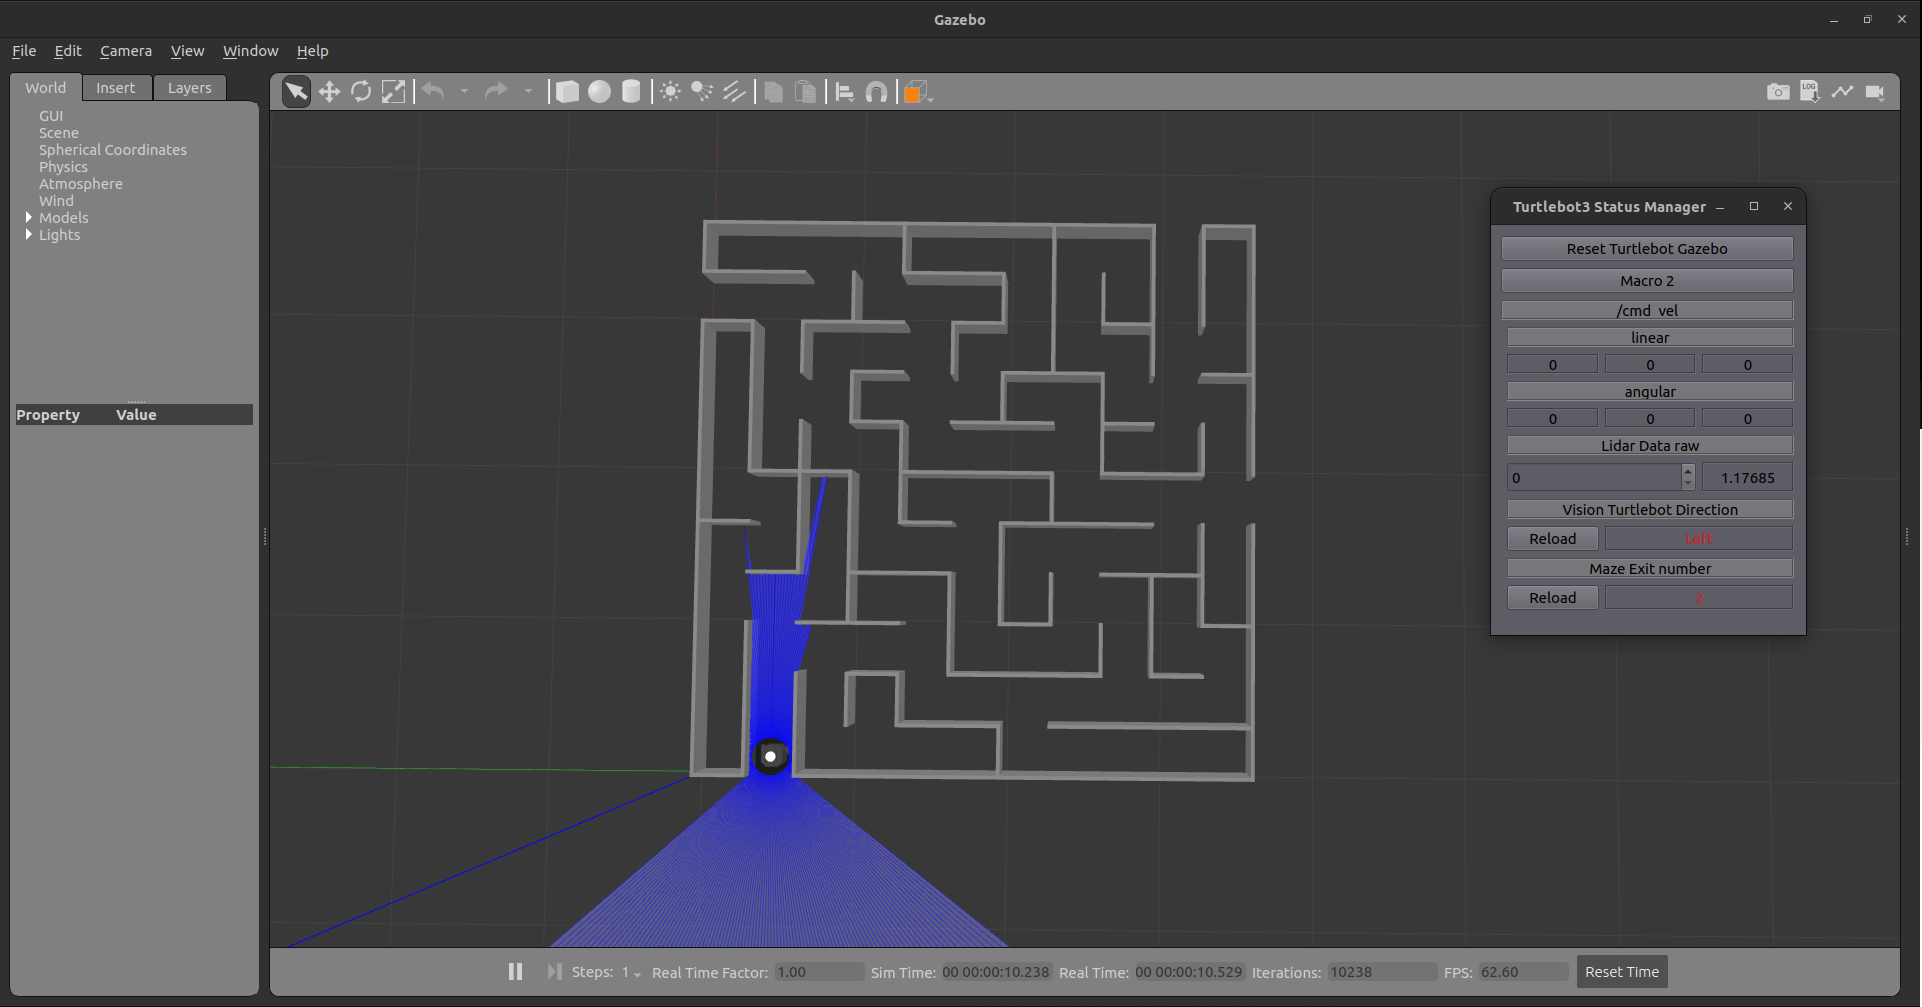 Gazebo
File Edit Camera View Window Help
World Insert Layers
LOG
GUI
Scene
Spherical Coordinates
Physics
Atmosphere
Wind
Models
Lights
Property Value
Turtlebot3 Status Manager
Reset Turtlebot Gazebo
Macro 2
/cmd_vel
linear
0 0 0
angular
0 0 0
Lidar Data raw
0 1.17685
Vision Turtlebot Direction
Reload Left
Maze Exit number
Reload 2
Steps: 1 Real Time Factor: 1.00 Sim Time: 00 00:00:10.238 Real Time: 00 00:00:10.529 Iterations: 10238 FPS: 62.60 Reset Time